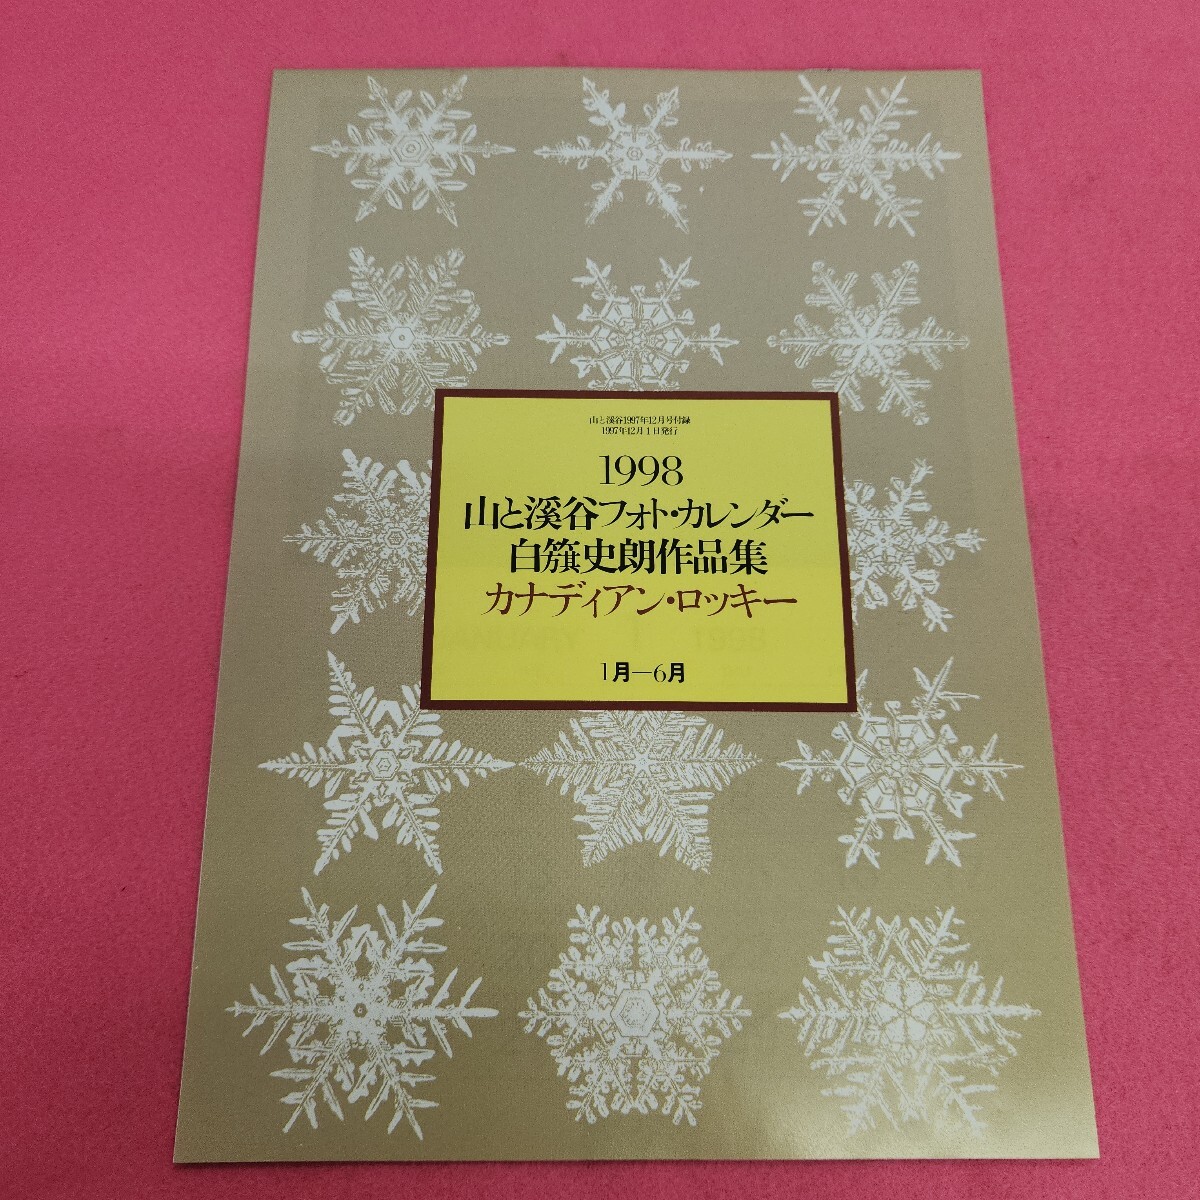 山と溪谷1997年12月号付録
1997年12月1日発行
1998
山と溪谷フォト・カレンダー
白籏史朗作品集
カナディアン・ロッキー
1月―6月